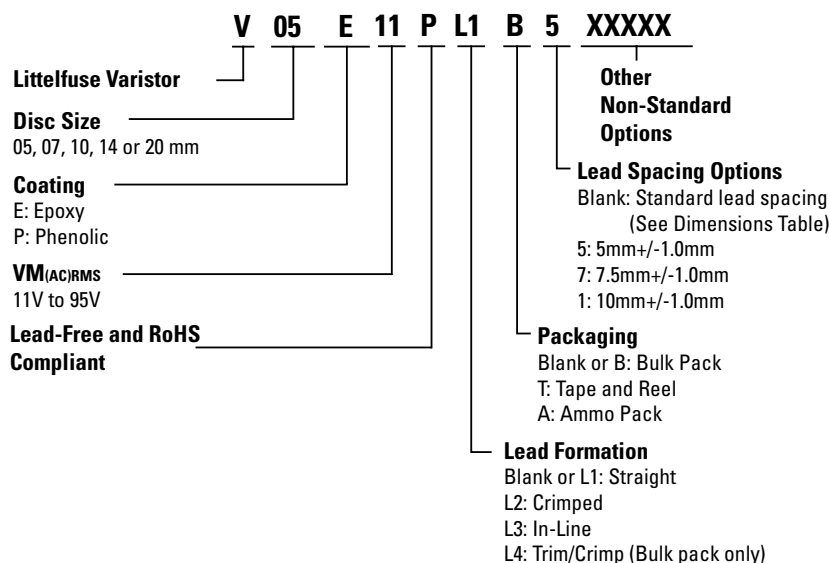 V 05 E 11 P L1 B 5 XXXXX
Littelfuse Varistor
Disc Size
05, 07, 10, 14 or 20 mm
Coating
E: Epoxy
P: Phenolic
VM(AC)RMS
11V to 95V
Lead-Free and RoHS
Compliant
Other
Non-Standard
Options
Lead Spacing Options
Blank: Standard lead spacing
(See Dimensions Table)
5: 5mm+/-1.0mm
7: 7.5mm+/-1.0mm
1: 10mm+/-1.0mm
Packaging
Blank or B: Bulk Pack
T: Tape and Reel
A: Ammo Pack
Lead Formation
Blank or L1: Straight
L2: Crimped
L3: In-Line
L4: Trim/Crimp (Bulk pack only)